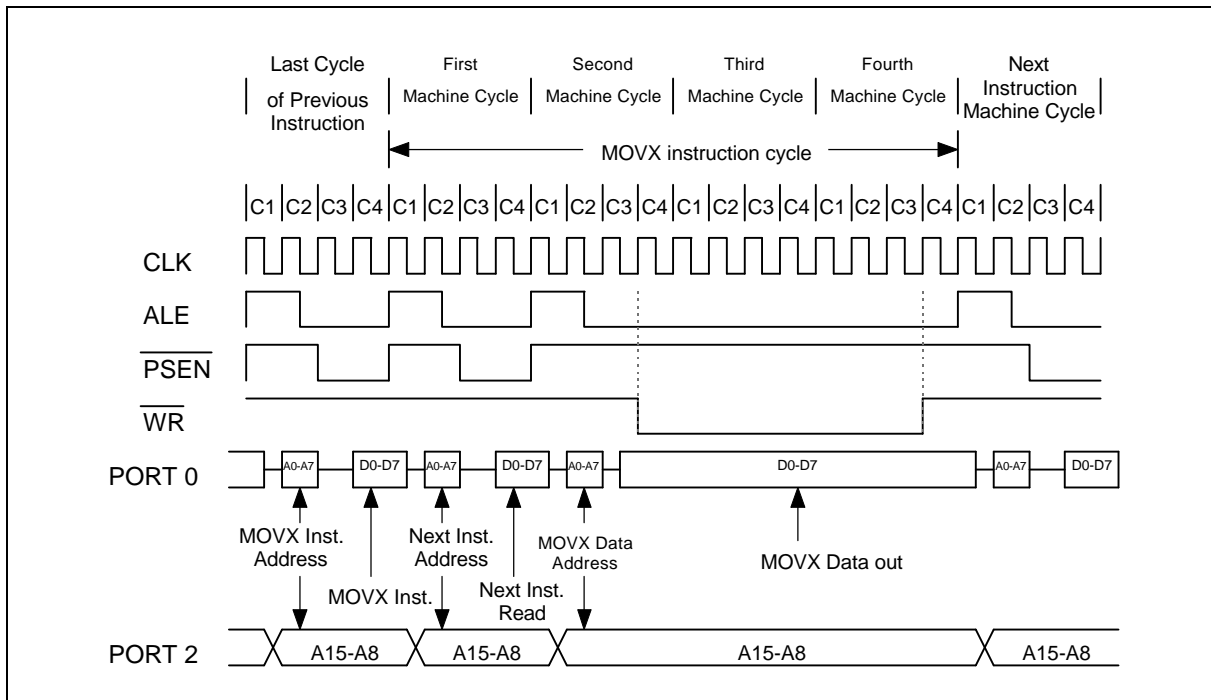 Last Cycle
of Previous
Instruction
First
Machine Cycle
Second
Machine Cycle
Third
Machine Cycle
Fourth
Machine Cycle
Next
Instruction
Machine Cycle
MOVX instruction cycle
C1 C2 C3 C4 C1 C2 C3 C4 C1 C2 C3 C4 C1 C2 C3 C4 C1 C2 C3 C4 C1 C2 C3 C4
CLK
ALE
PSEN
WR
PORT 0
A0-A7 D0-D7 A0-A7 D0-D7 A0-A7 D0-D7 A0-A7 D0-D7
MOVX Inst.
Address
MOVX Inst.
Next Inst.
Address
Next Inst.
Read
MOVX Data
Address
MOVX Data out
PORT 2
A15-A8 A15-A8 A15-A8 A15-A8